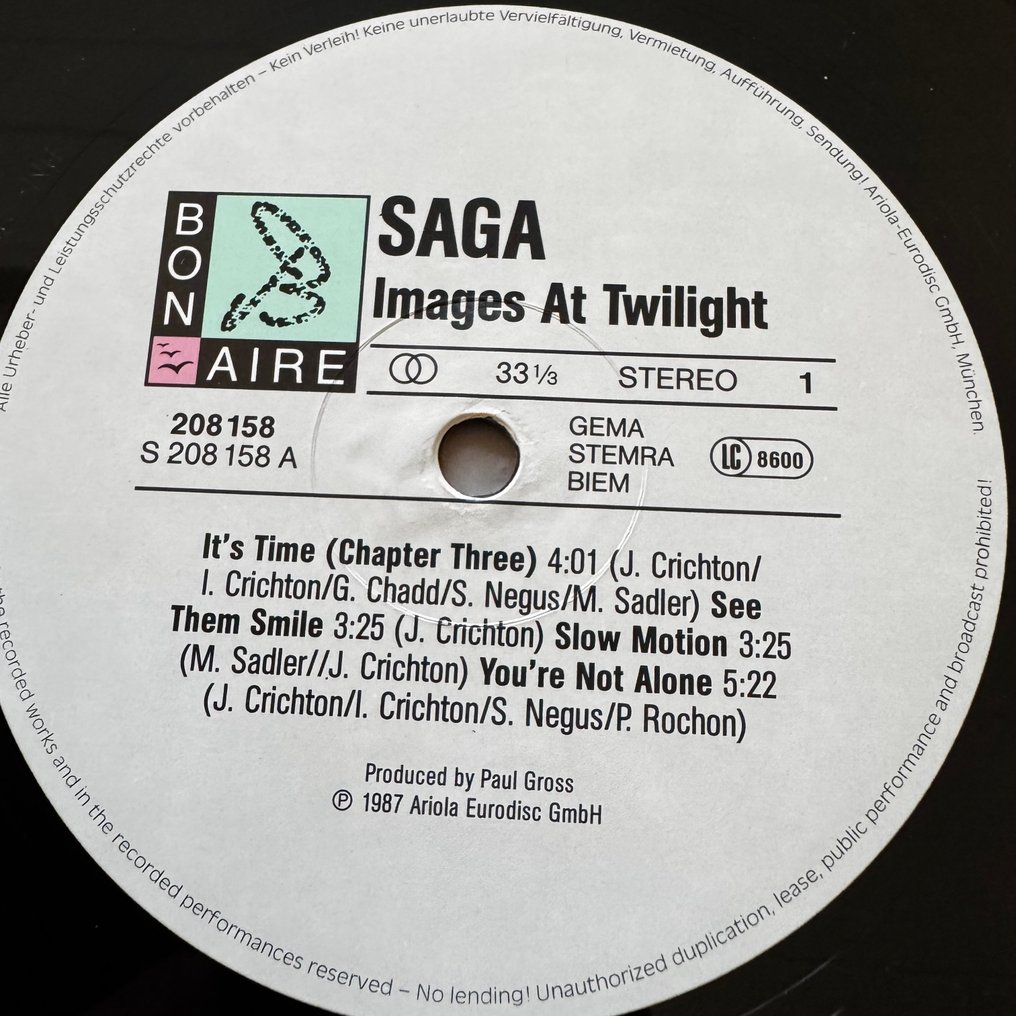 Alle Urheber- und Leistungsschutzrechte vorbehalten – Kein Verleih! Keine unerlaubte Vervielfältigung, Vermietung, Aufführung, Sendung! Ariola-Eurodisc GmbH, München.
BON
AIRE
SAGA
Images At Twilight
33 1/3 STEREO 1
208 158
S 208 158 A
GEMA
STEMRA
BIEM
LC 8600
It's Time (Chapter Three) 4:01 (J. Crichton/
I. Crichton/G. Chadd/S. Negus/M. Sadler) See
Them Smile 3:25 (J. Crichton) Slow Motion 3:25
(M. Sadler//J. Crichton) You're Not Alone 5:22
(J. Crichton/I. Crichton/S. Negus/P. Rochon)
Produced by Paul Gross
℗ 1987 Ariola Eurodisc GmbH
the recorded works and in the recorded performances reserved – No lending! Unauthorized duplication, lease, public performance and broadcast prohibited!